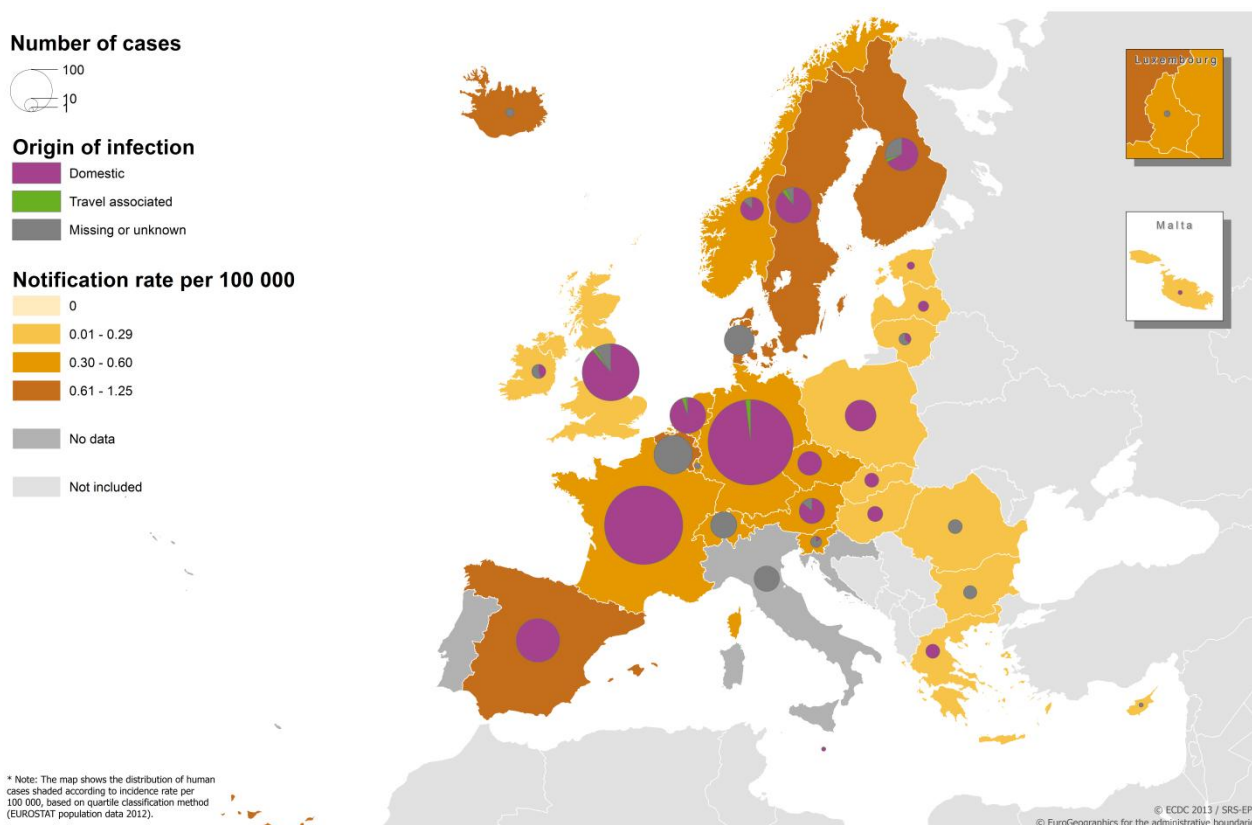 Number of cases
100
10
1
Origin of infection
Domestic
Travel associated
Missing or unknown
Notification rate per 100 000
0
0.01 - 0.29
0.30 - 0.60
0.61 - 1.25
No data
Not included
Luxembourg
Malta
* Note: The map shows the distribution of human
cases shaded according to incidence rate per
100 000, based on quartile classification method
(EUROSTAT population data 2012).
© ECDC 2013 / SRS-EP
© EuroGeographics for the administrative boundarie